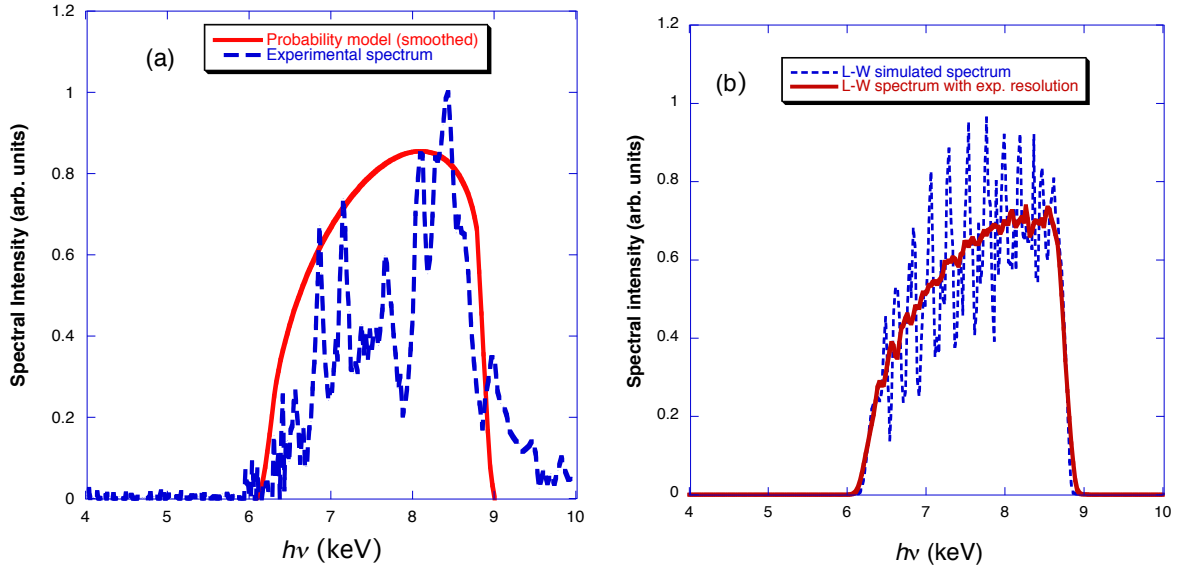 (a)
Probability model (smoothed)
Experimental spectrum
Spectral Intensity (arb. units)
1.2
1
0.8
0.6
0.4
0.2
0
4
5
6
7
8
9
10
hν (keV)
(b)
L-W simulated spectrum
L-W spectrum with exp. resolution
Spectral intensity (arb. units)
1.2
1
0.8
0.6
0.4
0.2
0
4
5
6
7
8
9
10
hν (keV)